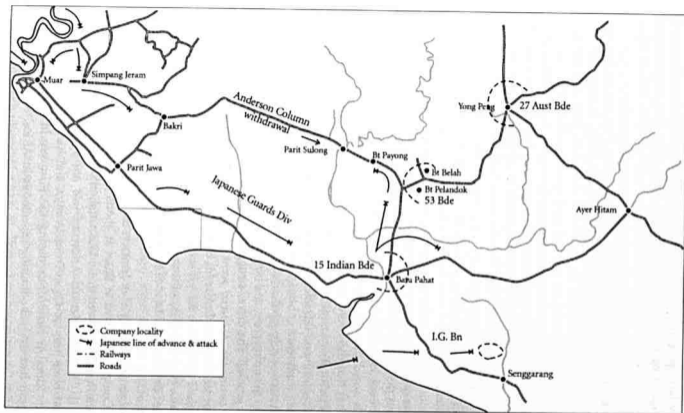 Muar
Simpang Jeram
Bakri
Parit Jawa
Anderson Column
withdrawal
Parit Sulong
Bt Payong
Bt Belah
Bt Pelandok
53 Bde
Yong Peng
27 Aust Bde
Ayer Hitam
Japanese Guards Div
15 Indian Bde
Batu Pahat
I.G. Bn
Senggarang
Company locality
Japanese line of advance & attack
Railways
Roads